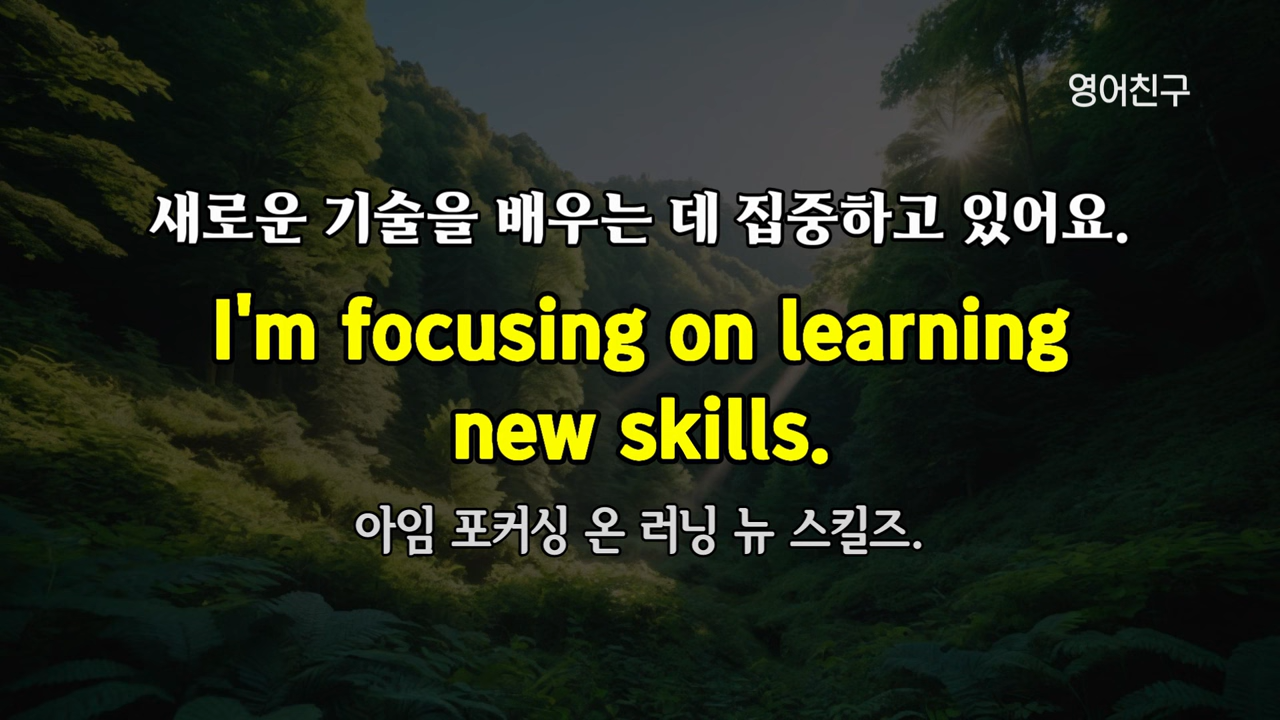 영어친구
새로운 기술을 배우는 데 집중하고 있어요.
I'm focusing on learning
new skills.
아임 포커싱 온 러닝 뉴 스킬즈.